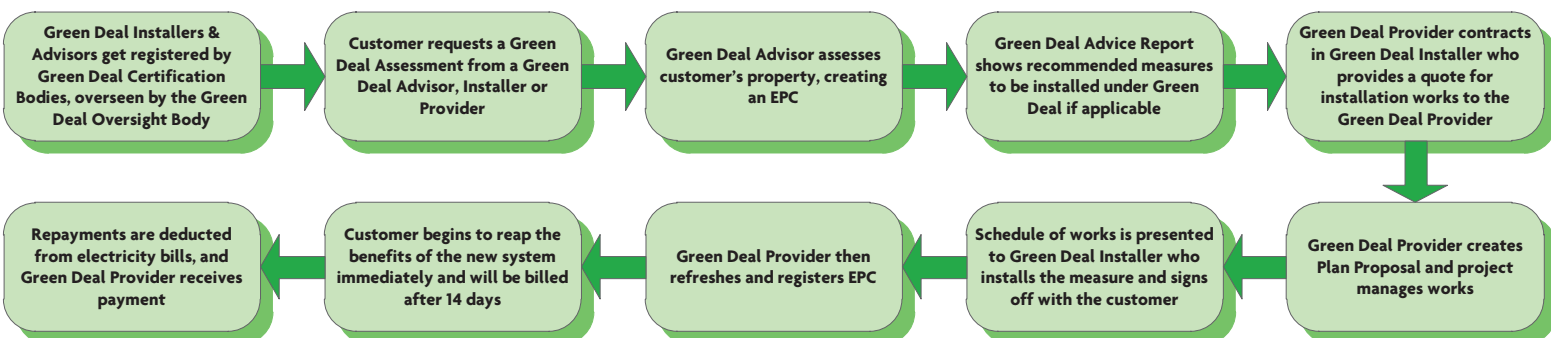 Green Deal Installers &
Advisors get registered by
Green Deal Certification
Bodies, overseen by the Green
Deal Oversight Body
Customer requests a Green
Deal Assessment from a Green
Deal Advisor, Installer or
Provider
Green Deal Advisor assesses
customer’s property, creating
an EPC
Green Deal Advice Report
shows recommended measures
to be installed under Green
Deal if applicable
Green Deal Provider contracts
in Green Deal Installer who
provides a quote for
installation works to the
Green Deal Provider
Green Deal Provider creates
Plan Proposal and project
manages works
Schedule of works is presented
to Green Deal Installer who
installs the measure and signs
off with the customer
Green Deal Provider then
refreshes and registers EPC
Customer begins to reap the
benefits of the new system
immediately and will be billed
after 14 days
Repayments are deducted
from electricity bills, and
Green Deal Provider receives
payment